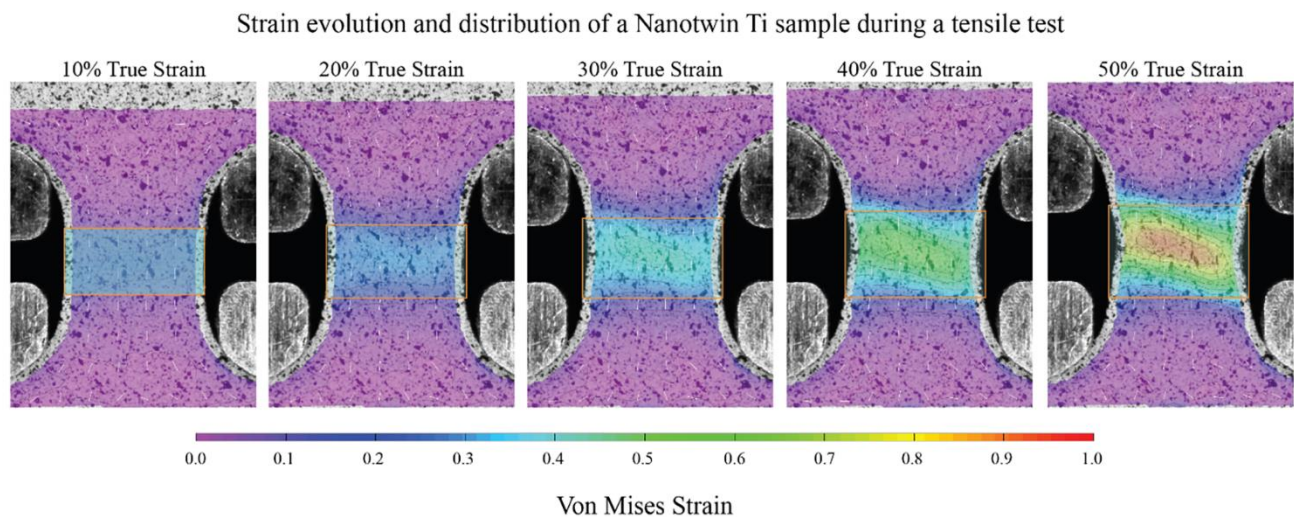 Strain evolution and distribution of a Nanotwin Ti sample during a tensile test
10% True Strain 20% True Strain 30% True Strain 40% True Strain 50% True Strain
0.0 0.1 0.2 0.3 0.4 0.5 0.6 0.7 0.8 0.9 1.0
Von Mises Strain